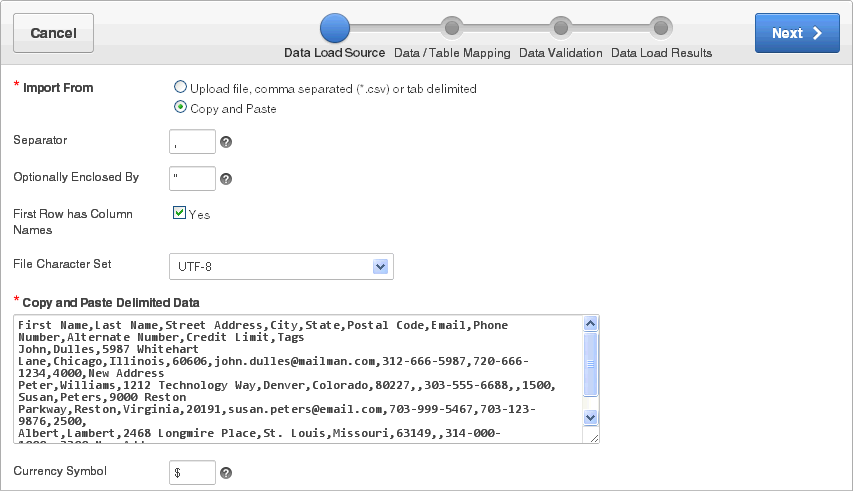 Cancel
Next
Data Load Source Data / Table Mapping Data Validation Data Load Results
* Import From
Upload file, comma separated (*.csv) or tab delimited
Copy and Paste
Separator
,
?
Optionally Enclosed By
"
?
First Row has Column
Names
Yes
File Character Set
UTF-8
* Copy and Paste Delimited Data
First Name,Last Name,Street Address,City,State,Postal Code,Email,Phone
Number,Alternate Number,Credit Limit,Tags
John,Dulles,5987 Whitehart
Lane,Chicago,Illinois,60606,john.dulles@mailman.com,312-666-5987,720-666-
1234,4000,New Address
Peter,Williams,1212 Technology Way,Denver,Colorado,80227,,303-555-6688,,1500,
Susan,Peters,9000 Reston
Parkway,Reston,Virginia,20191,susan.peters@email.com,703-999-5467,703-123-
9876,2500,
Albert,Lambert,2468 Longmire Place,St. Louis,Missouri,63149,,314-000-
Currency Symbol
$
?